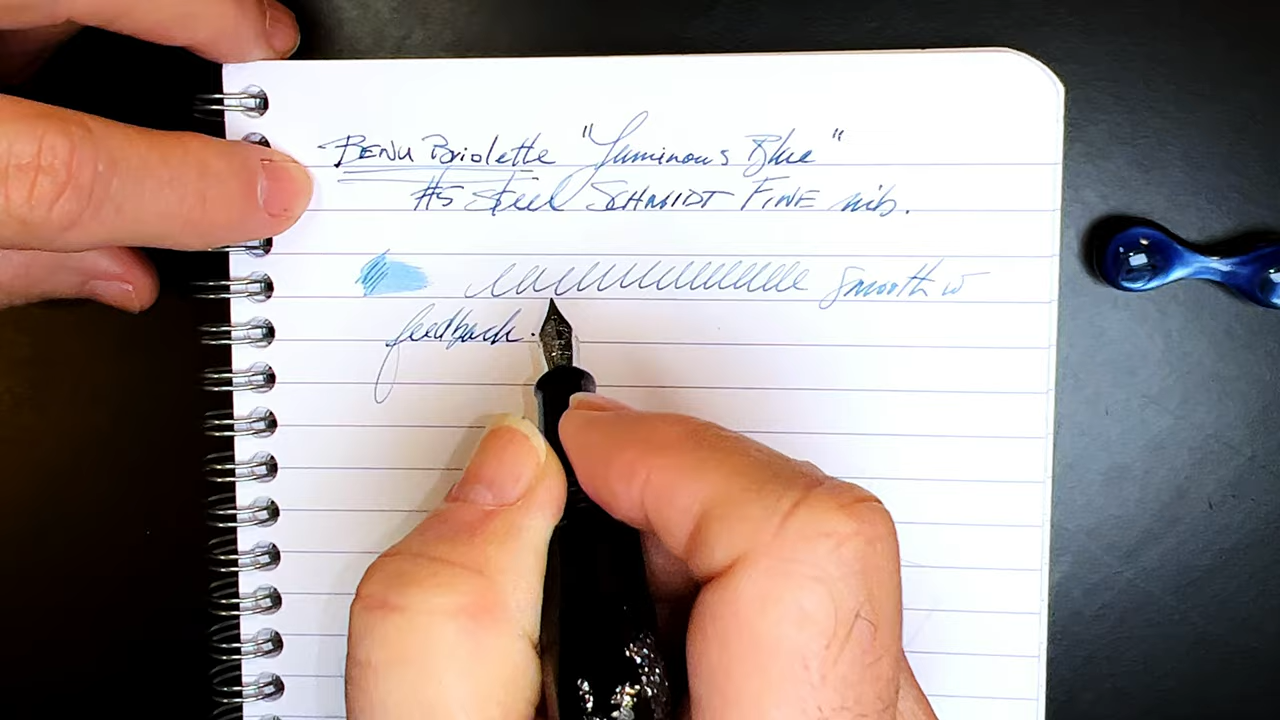 BENU Briolette "Luminous Blue"
#5 Steel SCHMIDT FINE nib.
Smooth w
feedback.